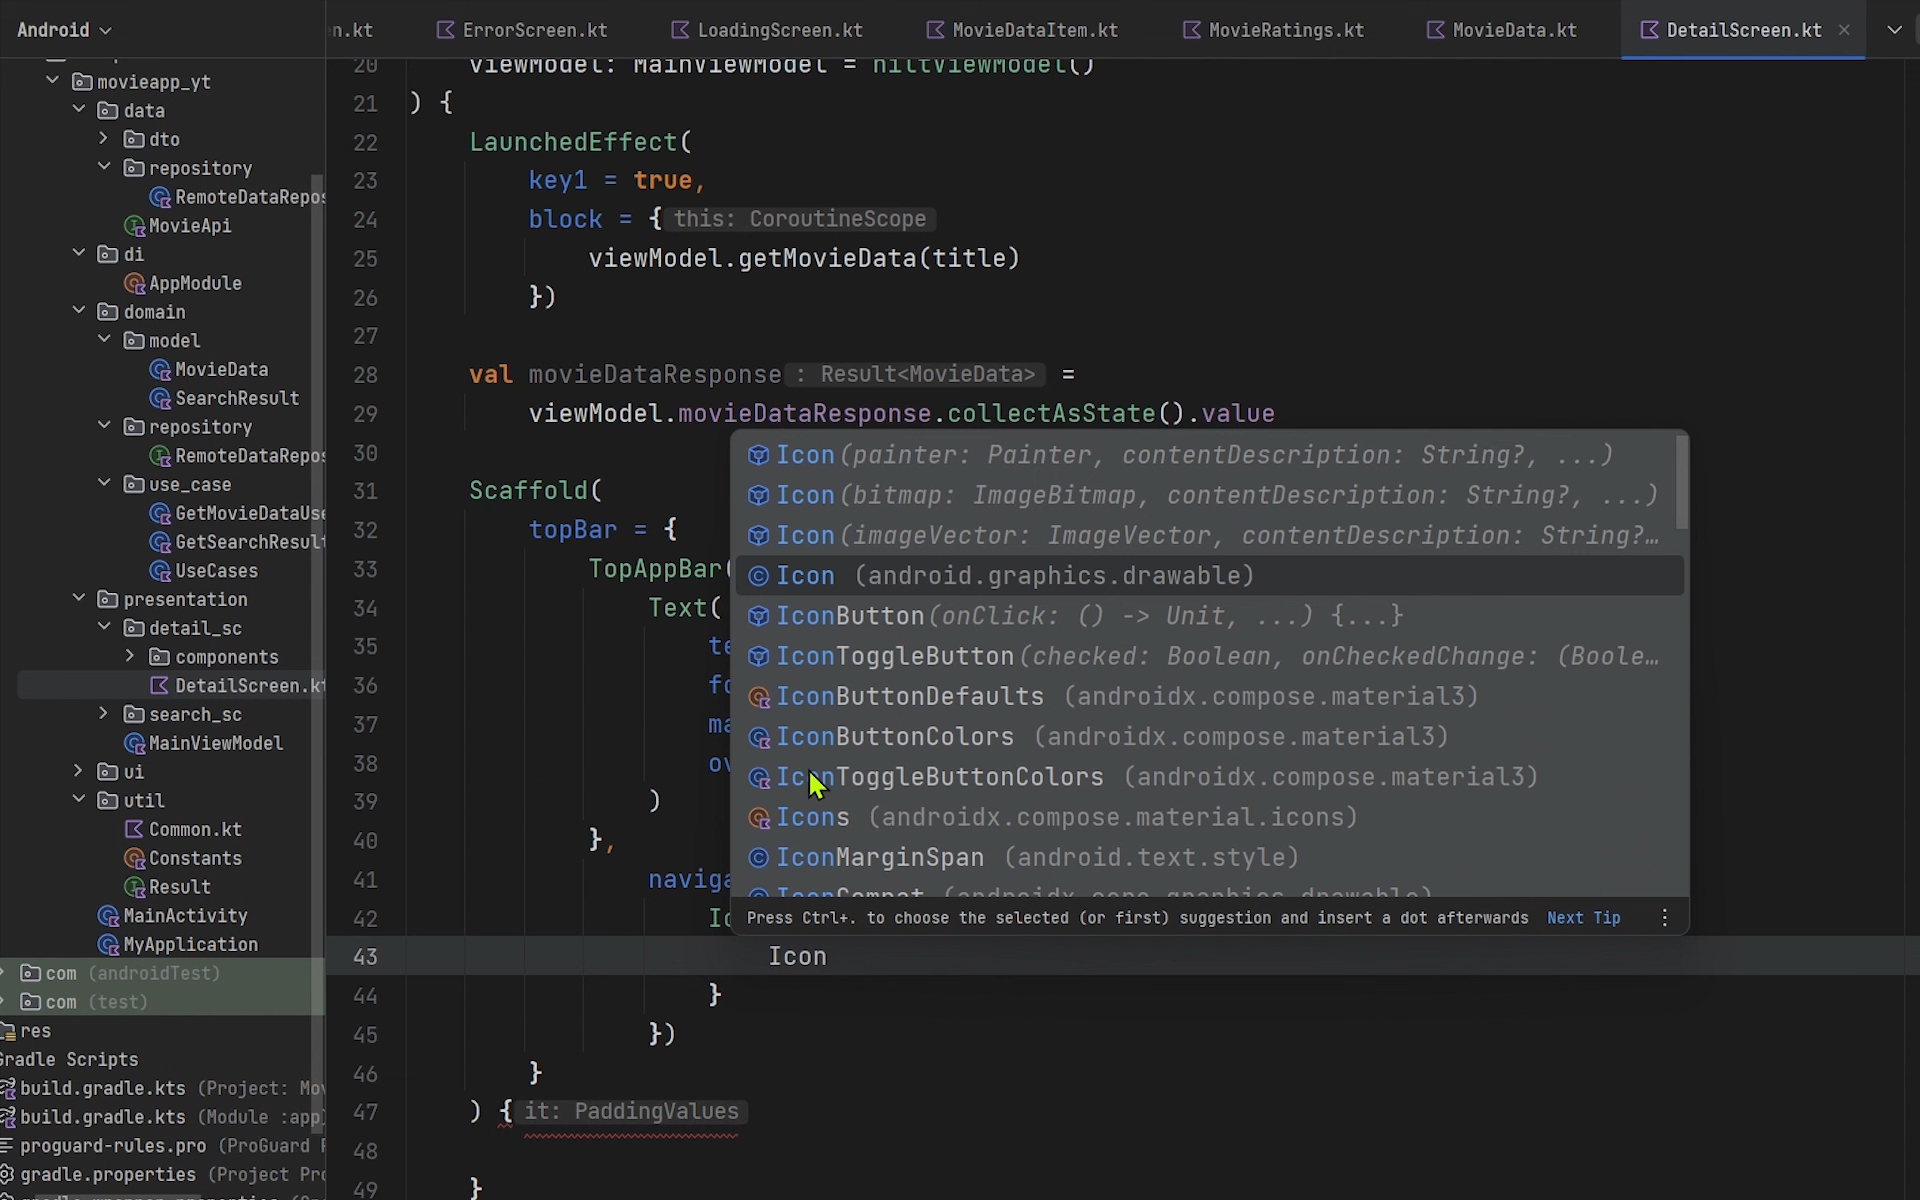 Android
n.kt
ErrorScreen.kt
LoadingScreen.kt
MovieDataItem.kt
MovieRatings.kt
MovieData.kt
DetailScreen.kt
movieapp_yt
data
dto
repository
RemoteDataRepos
MovieApi
di
AppModule
domain
model
MovieData
SearchResult
repository
RemoteDataRepos
use_case
GetMovieDataUse
GetSearchResult
UseCases
presentation
detail_sc
components
DetailScreen.kt
search_sc
MainViewModel
ui
util
Common.kt
Constants
Result
MainActivity
MyApplication
com (androidTest)
com (test)
res
Gradle Scripts
build.gradle.kts (Project: Mov
build.gradle.kts (Module :app)
proguard-rules.pro (ProGuard
gradle.properties (Project Pro
20 viewModel: MainViewModel = hiltViewModel()
21 ) {
22 LaunchedEffect(
23 key1 = true,
24 block = { this: CoroutineScope
25 viewModel.getMovieData(title)
26 })
27
28 val movieDataResponse : Result<MovieData> =
29 viewModel.movieDataResponse.collectAsState().value
30
31 Scaffold(
32 topBar = {
33 TopAppBar(
34 Text(
35 te
36 fo
37 ma
38 ov
39 )
40 },
41 naviga
42 Ic
43 Icon
44 }
45 })
46 }
47 ) { it: PaddingValues
48
49 }
Icon(painter: Painter, contentDescription: String?, ...)
Icon(bitmap: ImageBitmap, contentDescription: String?, ...)
Icon(imageVector: ImageVector, contentDescription: String?…
Icon (android.graphics.drawable)
IconButton(onClick: () -> Unit, ...) {...}
IconToggleButton(checked: Boolean, onCheckedChange: (Boole…
IconButtonDefaults (androidx.compose.material3)
IconButtonColors (androidx.compose.material3)
IconToggleButtonColors (androidx.compose.material3)
Icons (androidx.compose.material.icons)
IconMarginSpan (android.text.style)
IconCompat (androidx.core.graphics.drawable)
Press Ctrl+. to choose the selected (or first) suggestion and insert a dot afterwards Next Tip